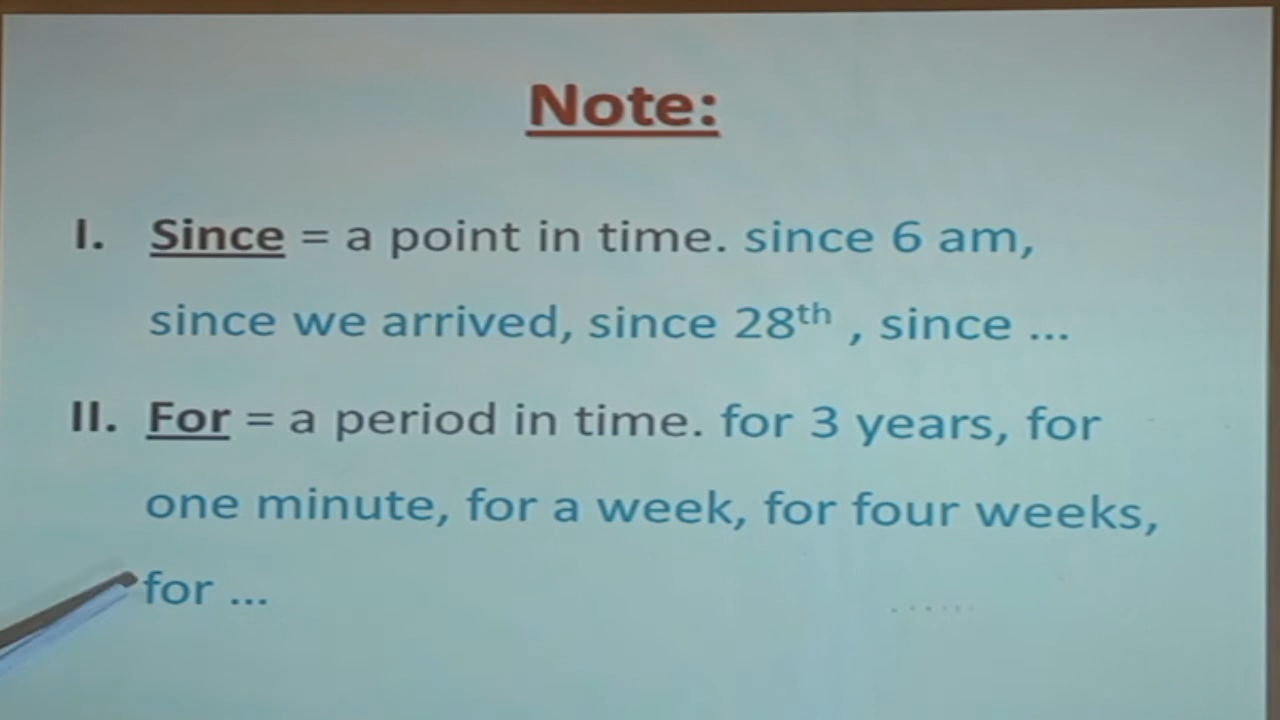 Note:
I. Since = a point in time. since 6 am,
since we arrived, since 28th , since ...
II. For = a period in time. for 3 years, for
one minute, for a week, for four weeks,
for ...